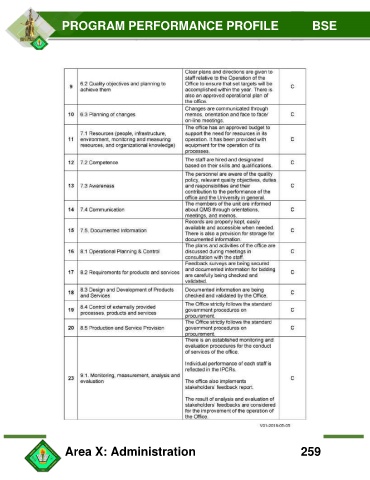 PROGRAM PERFORMANCE PROFILE BSE
9
6.2 Quality objectives and planning to
achieve them
Clear plans and directions are given to
staff relative to the Operation of the
Office to ensure that set targets will be
accomplished within the year. There is
also an approved operational plan of
the office.
C
10
6.3 Planning of changes
Changes are communicated through
memos, orientation and face to face/
on-line meetings.
C
11
7.1 Resources (people, infrastructure,
environment, monitoring and measuring
resources, and organizational knowledge)
The office has an approved budget to
support the need for resources in its
operation. It has been provided with
equipment for the operation of its
processes.
C
12
7.2 Competence
The staff are hired and designated
based on their skills and qualifications.
C
13
7.3 Awareness
The personnel are aware of the quality
policy, relevant quality objectives, duties
and responsibilities and their
contribution to the performance of the
office and the University in general.
C
14
7.4 Communication
The members of the unit are informed
about QMS through orientations,
meetings, and memos.
C
15
7.5. Documented Information
Records are properly kept, easily
available and accessible when needed.
There is also a provision for storage for
documented information.
C
16
8.1 Operational Planning & Control
The plans and activities of the office are
discussed during meetings in
consultation with the staff.
C
17
8.2 Requirements for products and services
Feedback surveys are being secured
and documented information for bidding
are carefully being checked and
validated.
C
18
8.3 Design and Development of Products
and Services
Documented information are being
checked and validated by the Office.
C
19
8.4 Control of externally provided
processes, products and services
The Office strictly follows the standard
government procedures on
procurement.
C
20
8.5 Production and Service Provision
The Office strictly follows the standard
government procedures on
procurement.
C
23
9.1. Monitoring, measurement, analysis and
evaluation
There is an established monitoring and
evaluation procedures for the conduct
of services of the office.
Individual performance of each staff is
reflected in the IPCRs.
The office also implements
stakeholders' feedback report.
The result of analysis and evaluation of
stakeholders' feedbacks are considered
for the improvement of the operation of
the Office.
C
V01-2018-05-05
Area X: Administration 259